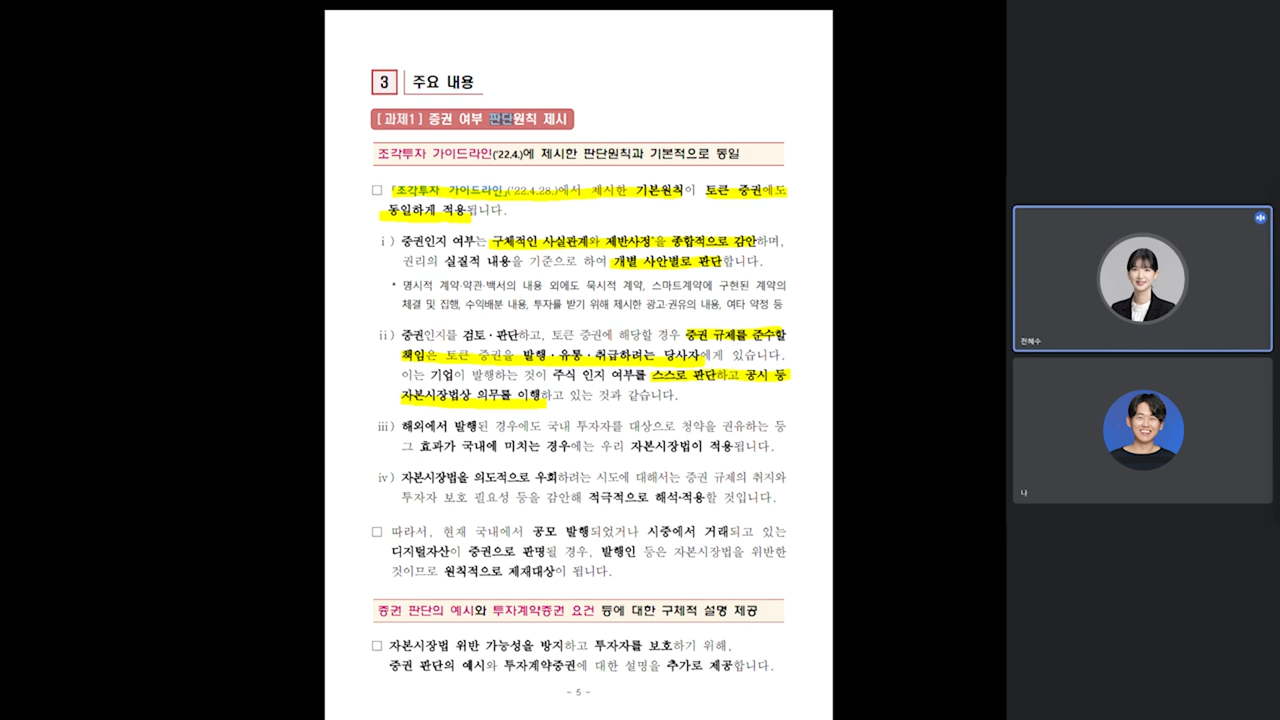 3 주요 내용
[과제1] 증권 여부 판단원칙 제시
조각투자 가이드라인('22.4.)에 제시한 판단원칙과 기본적으로 동일
□ 「조각투자 가이드라인」('22.4.28.)에서 제시한 기본원칙이 토큰 증권에도
동일하게 적용됩니다.
ⅰ) 증권인지 여부는 구체적인 사실관계와 제반사정*을 종합적으로 감안하며,
권리의 실질적 내용을 기준으로 하여 개별 사안별로 판단합니다.
* 명시적 계약·약관·백서의 내용 외에도 묵시적 계약, 스마트계약에 구현된 계약의
체결 및 집행, 수익배분 내용, 투자를 받기 위해 제시한 광고·권유의 내용, 여타 약정 등
ⅱ) 증권인지를 검토·판단하고, 토큰 증권에 해당할 경우 증권 규제를 준수할
책임은 토큰 증권을 발행·유통·취급하려는 당사자에게 있습니다.
이는 기업이 발행하는 것이 주식 인지 여부를 스스로 판단하고 공시 등
자본시장법상 의무를 이행하고 있는 것과 같습니다.
ⅲ) 해외에서 발행된 경우에도 국내 투자자를 대상으로 청약을 권유하는 등
그 효과가 국내에 미치는 경우에는 우리 자본시장법이 적용됩니다.
ⅳ) 자본시장법을 의도적으로 우회하려는 시도에 대해서는 증권 규제의 취지와
투자자 보호 필요성 등을 감안해 적극적으로 해석·적용할 것입니다.
□ 따라서, 현재 국내에서 공모 발행되었거나 시중에서 거래되고 있는
디지털자산이 증권으로 판명될 경우, 발행인 등은 자본시장법을 위반한
것이므로 원칙적으로 제재대상이 됩니다.
증권 판단의 예시와 투자계약증권 요건 등에 대한 구체적 설명 제공
□ 자본시장법 위반 가능성을 방지하고 투자자를 보호하기 위해,
증권 판단의 예시와 투자계약증권에 대한 설명을 추가로 제공합니다.
- 5 -
전혜수
나